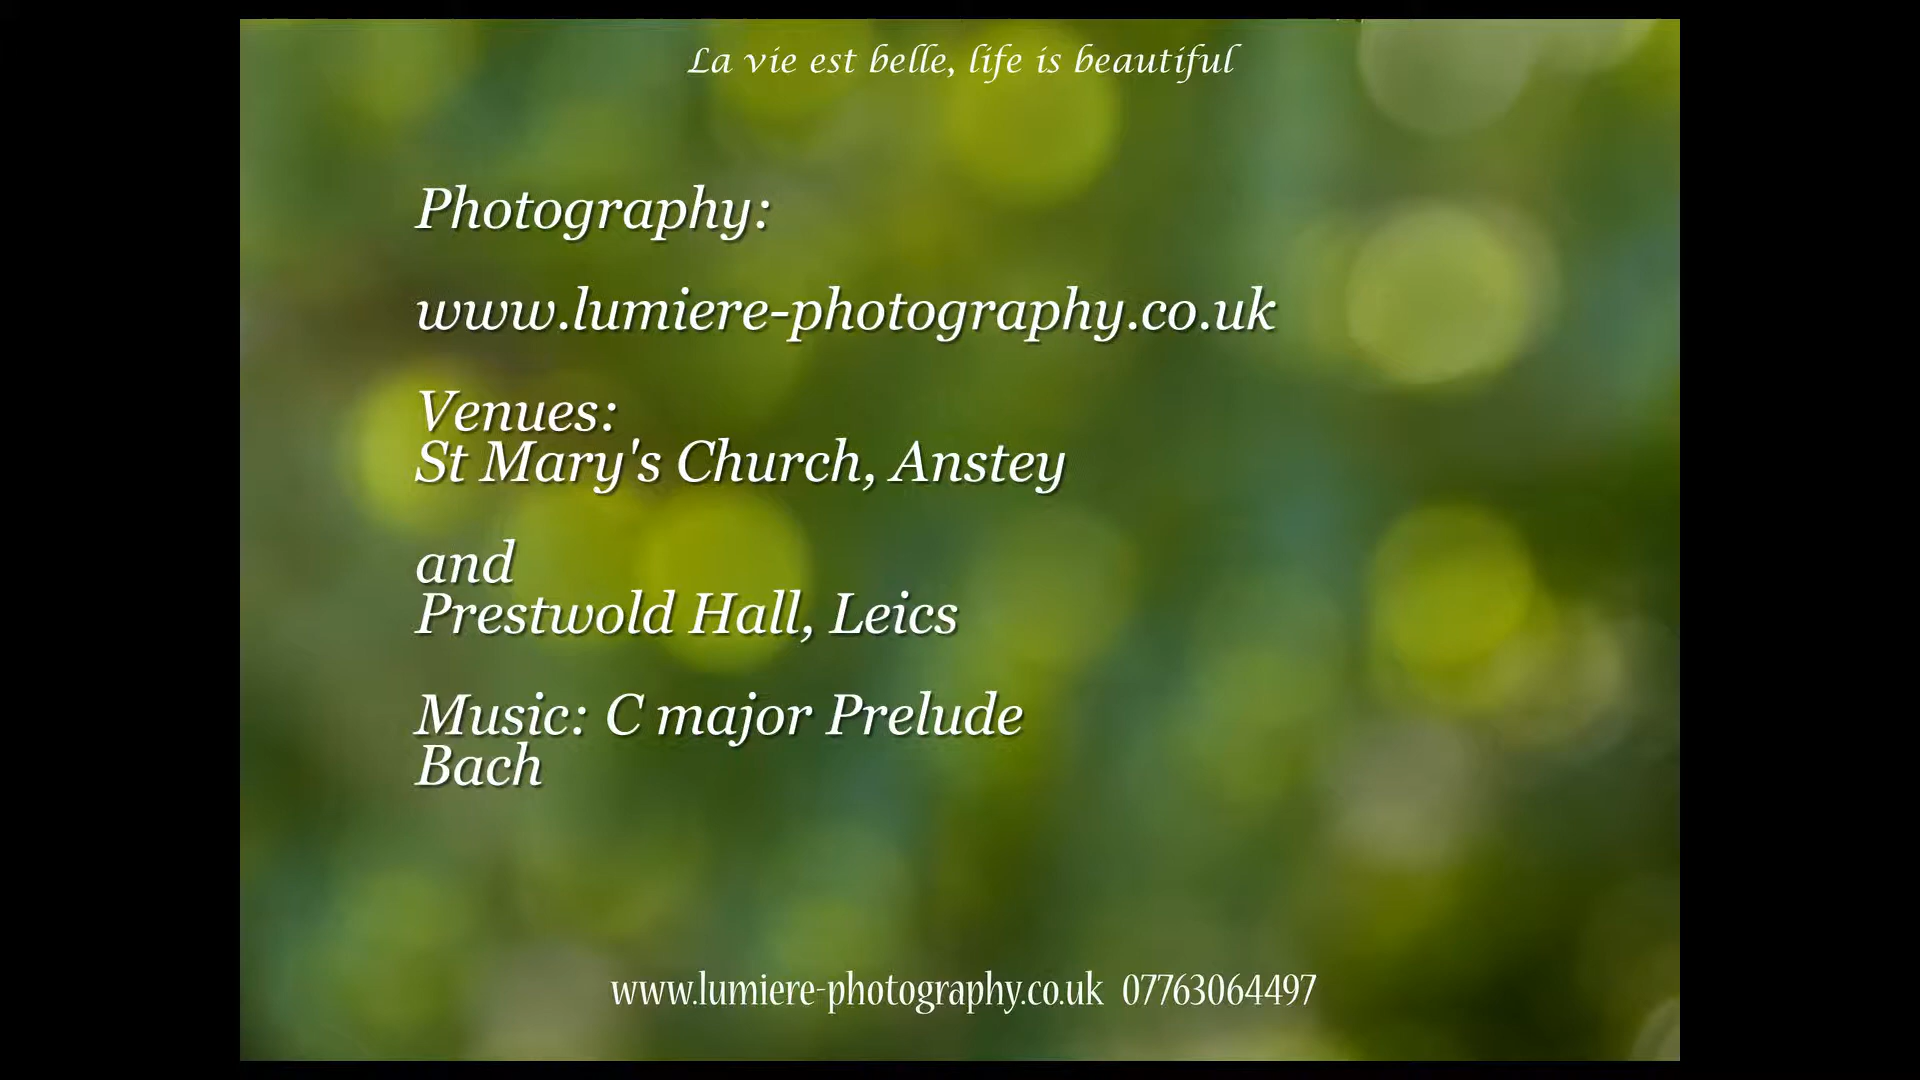 La vie est belle, life is beautiful
Photography:
www.lumiere-photography.co.uk
Venues:
St Mary's Church, Anstey
and
Prestwold Hall, Leics
Music: C major Prelude
Bach
www.lumiere-photography.co.uk 07763064497